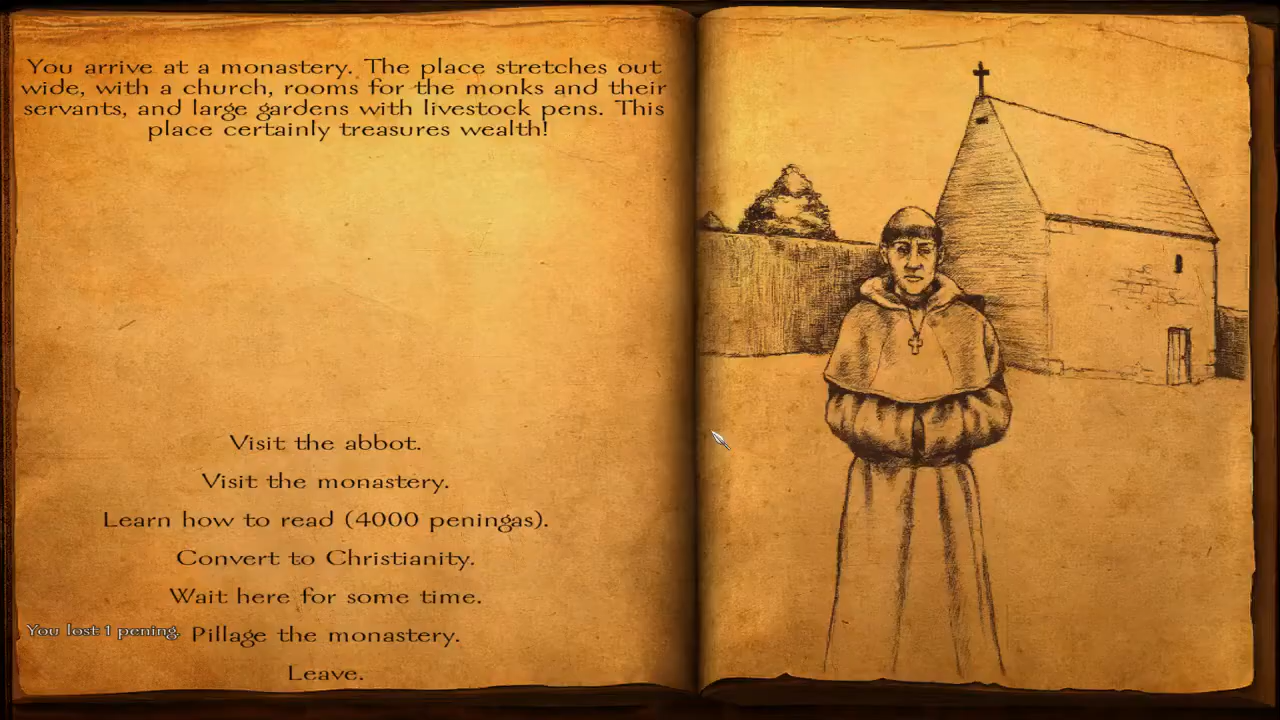 You arrive at a monastery. The place stretches out
wide, with a church, rooms for the monks and their
servants, and large gardens with livestock pens. This
place certainly treasures wealth!
Visit the abbot.
Visit the monastery.
Learn how to read (4000 peningas).
Convert to Christianity.
Wait here for some time.
You lost 1 pening.
Pillage the monastery.
Leave.